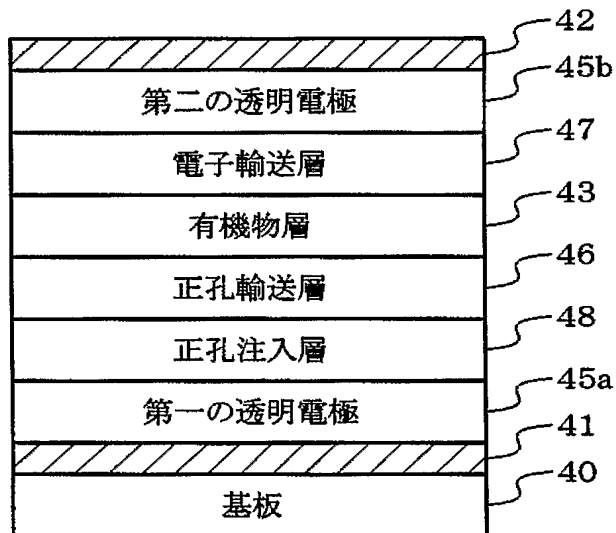 42
第二の透明電極 45b
電子輸送層 47
有機物層 43
正孔輸送層 46
正孔注入層 48
第一の透明電極 45a
41
基板 40